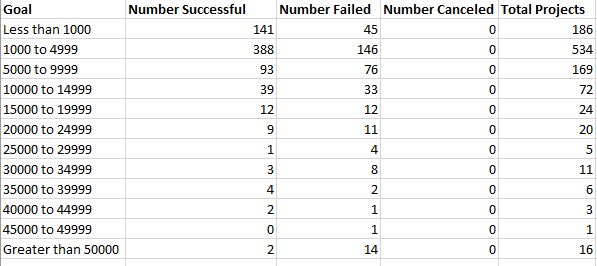 Goal Number Successful Number Failed Number Canceled Total Projects
Less than 1000 141 45 0 186
1000 to 4999 388 146 0 534
5000 to 9999 93 76 0 169
10000 to 14999 39 33 0 72
15000 to 19999 12 12 0 24
20000 to 24999 9 11 0 20
25000 to 29999 1 4 0 5
30000 to 34999 3 8 0 11
35000 to 39999 4 2 0 6
40000 to 44999 2 1 0 3
45000 to 49999 0 1 0 1
Greater than 50000 2 14 0 16